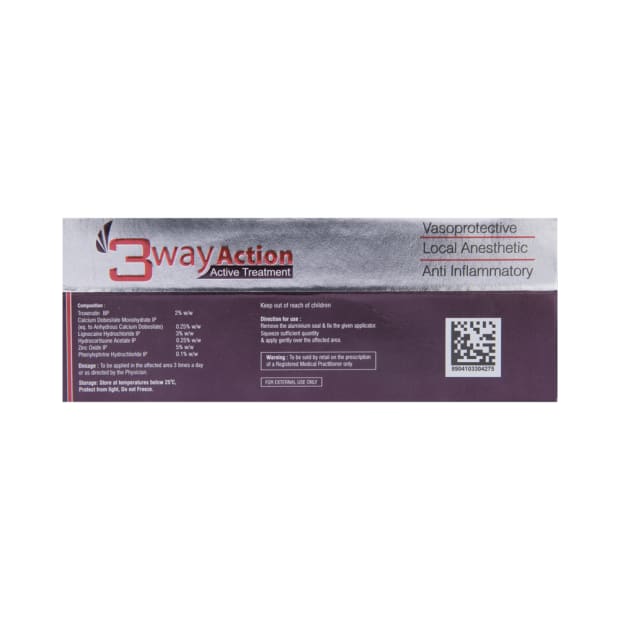 3way Action
Active Treatment
Vasoprotective
Local Anesthetic
Anti Inflammatory
Composition :
Troxerutin BP 2% w/w
Calcium Dobesilate Monohydrate IP
(eq. to Anhydrous Calcium Dobesilate) 0.25% w/w
Lignocaine Hydrochloride IP 3% w/w
Hydrocortisone Acetate IP 0.25% w/w
Zinc Oxide IP 5% w/w
Phenylephrine Hydrochloride IP 0.1% w/w
Dosage : To be applied in the affected area 3 times a day
or as directed by the Physician.
Storage: Store at temperatures below 25°C,
Protect from light, Do not Freeze.
Keep out of reach of children
Direction for use :
Remove the aluminium seal & fix the given applicator.
Squeeze sufficient quantity
& apply gently over the affected area.
Warning : To be sold by retail on the prescription
of a Registered Medical Practitioner only
FOR EXTERNAL USE ONLY
8904103304275